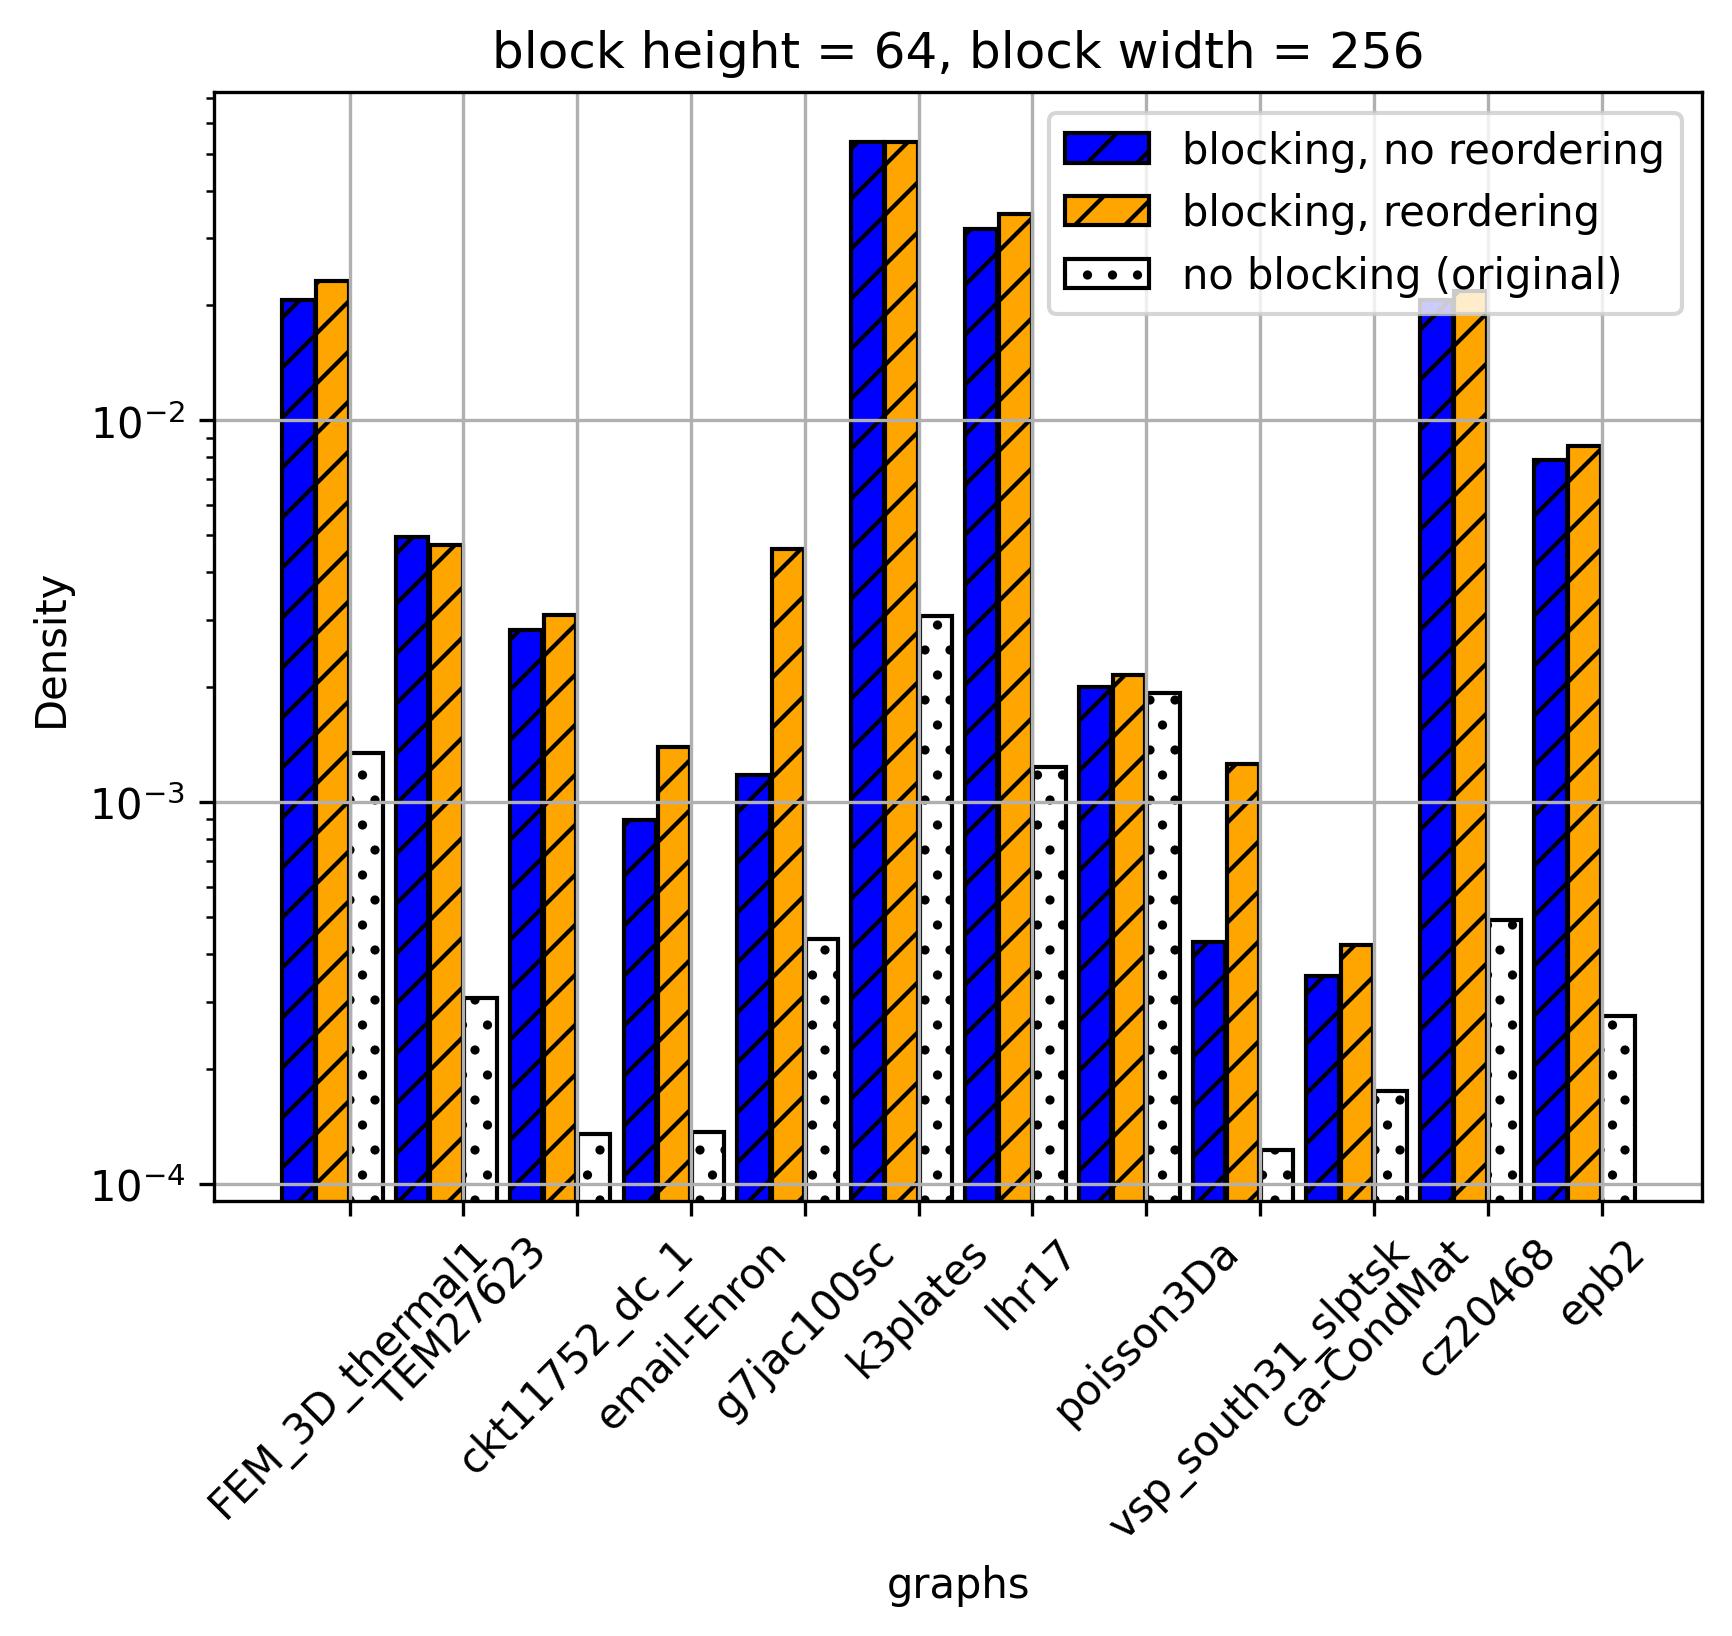 block height = 64, block width = 256
blocking, no reordering
blocking, reordering
no blocking (original)
Density
10⁻²
10⁻³
10⁻⁴
FEM_3D_thermal1
TEM27623
ckt11752_dc_1
email-Enron
g7jac100sc
k3plates
lhr17
poisson3Da
vsp_south31_slptsk
ca-CondMat
cz20468
epb2
graphs